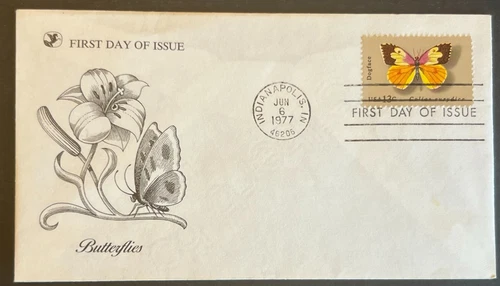 FIRST DAY OF ISSUE
Dogface
USA 13c Colias eurydice
INDIANAPOLIS, IN
JUN
6
1977
46206
FIRST DAY OF ISSUE
Butterflies